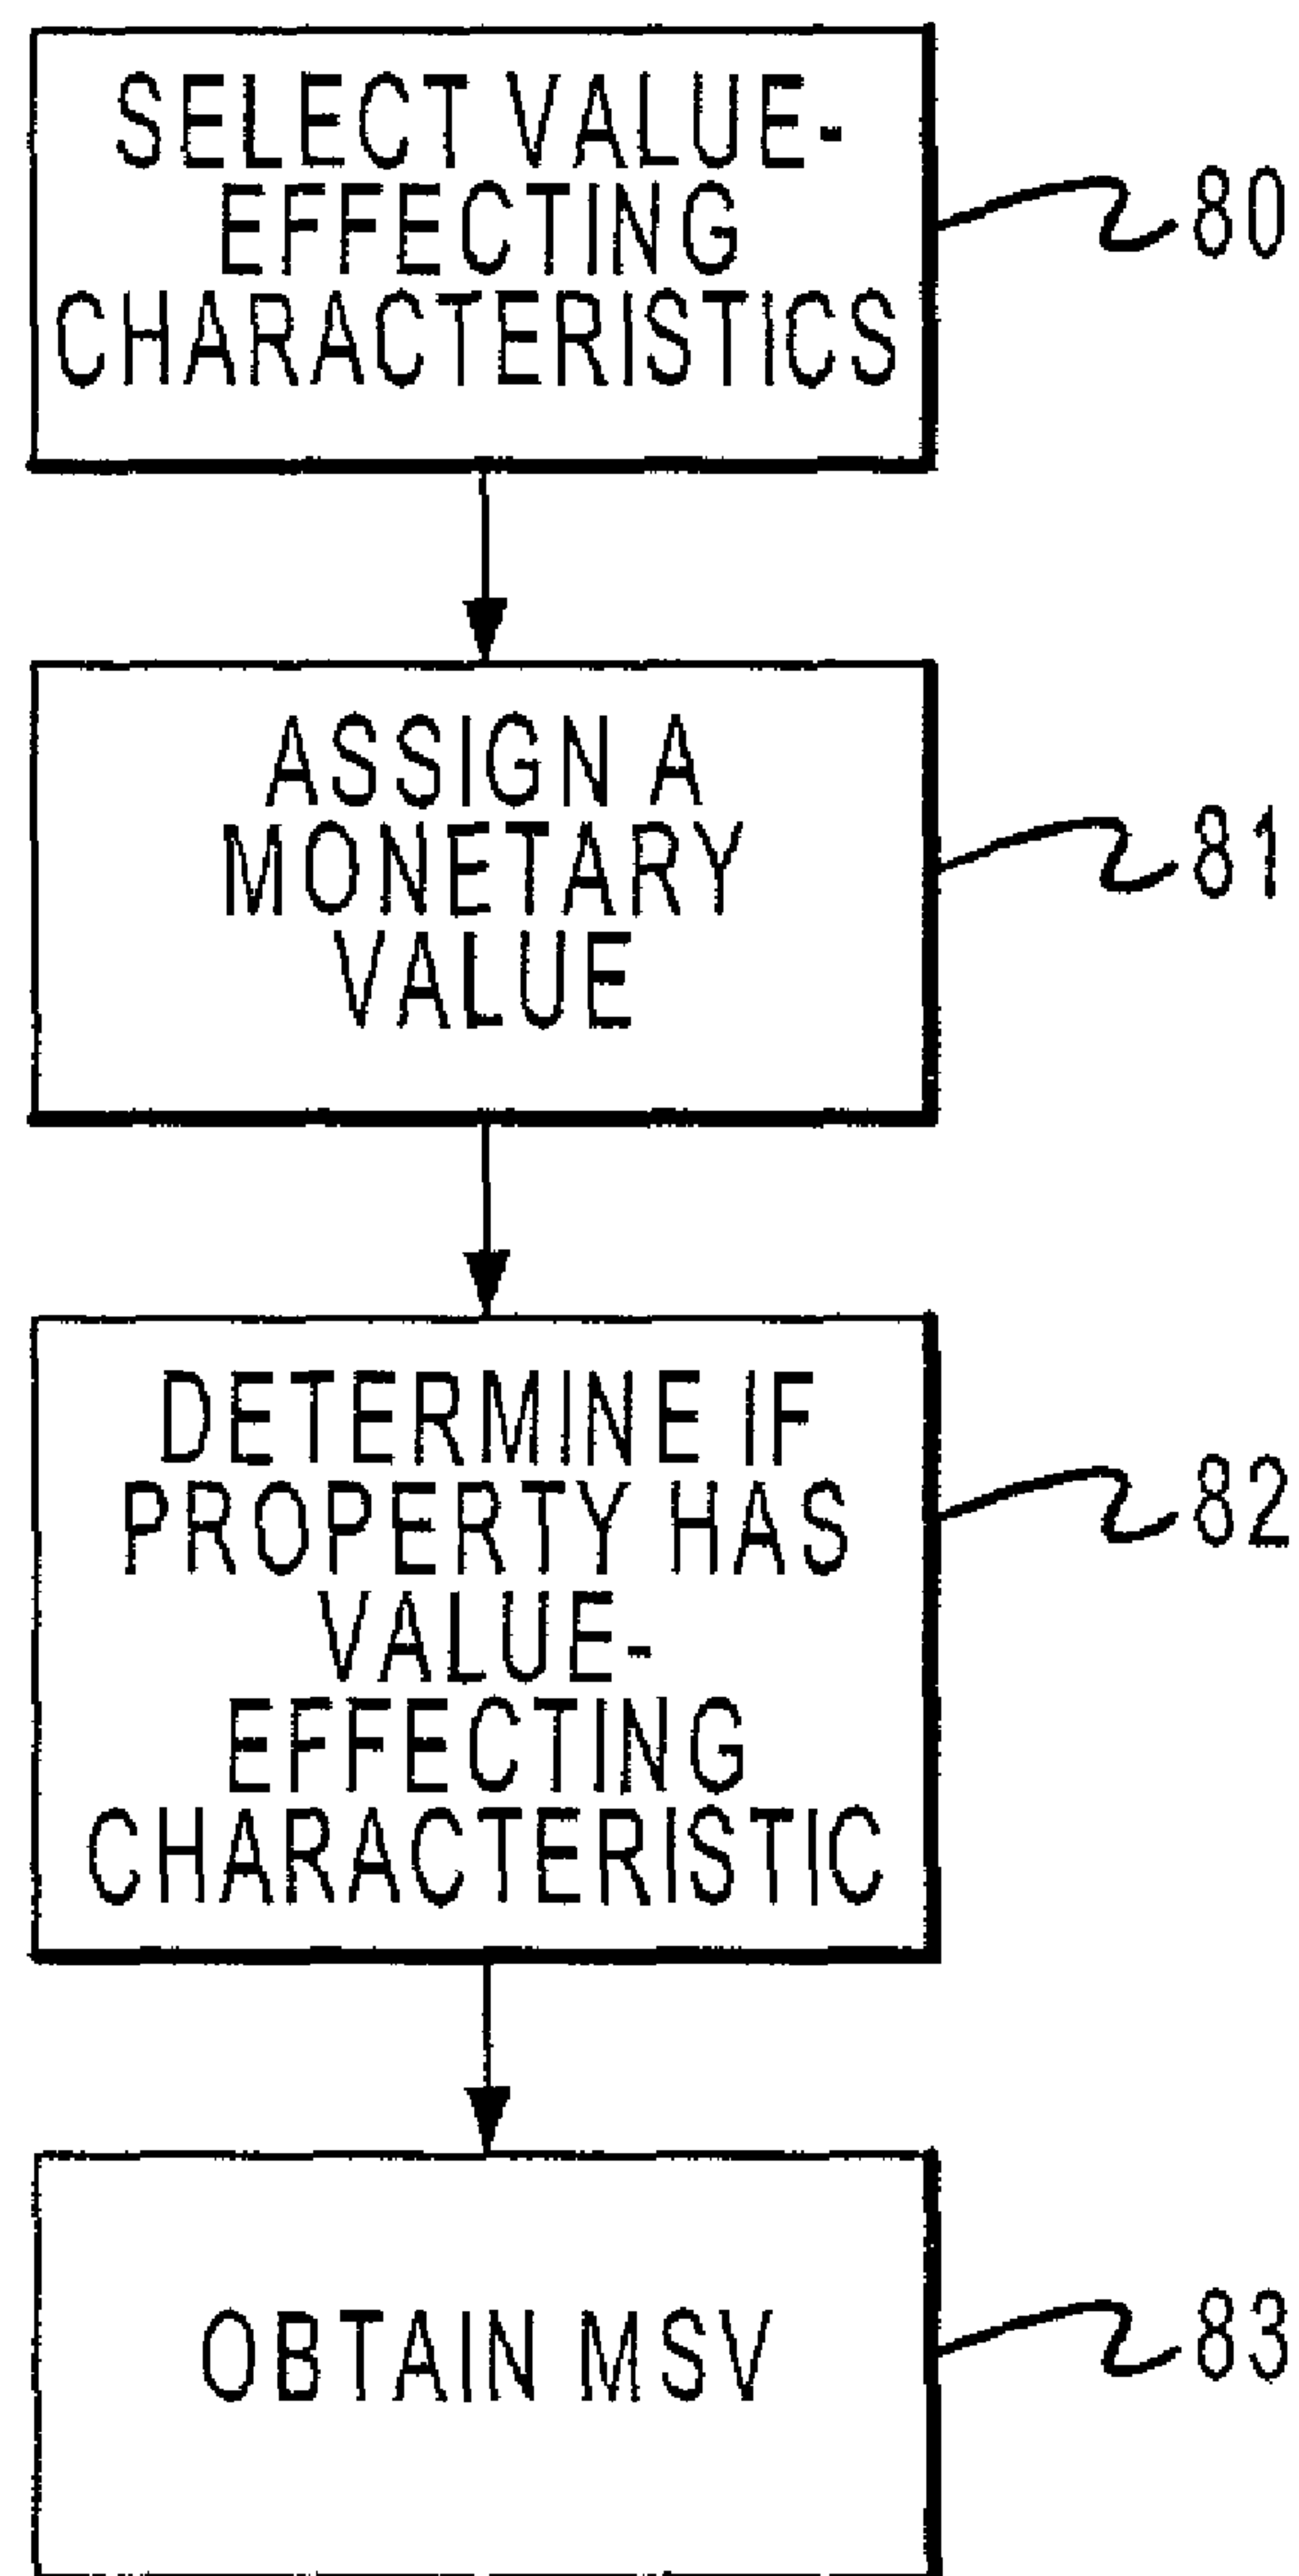 SELECT VALUE-
EFFECTING
CHARACTERISTICS
80
ASSIGN A
MONETARY
VALUE
81
DETERMINE IF
PROPERTY HAS
VALUE-
EFFECTING
CHARACTERISTIC
82
OBTAIN MSV
83